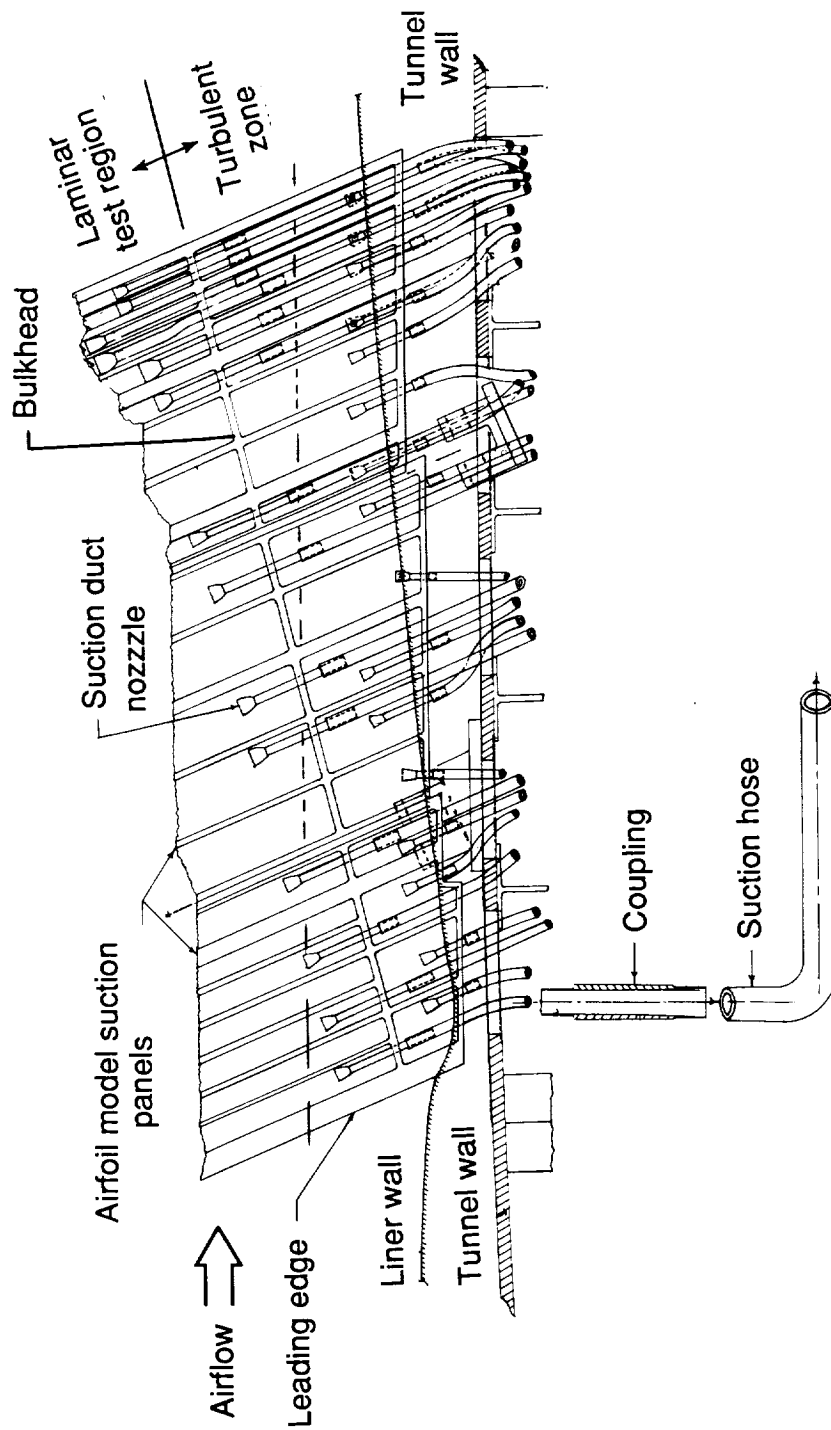 Laminar
test region
Turbulent
zone
Tunnel
wall
Bulkhead
Suction duct
nozzzle
Airfoil model suction
panels
Airflow
Leading edge
Liner wall
Tunnel wall
Coupling
Suction hose